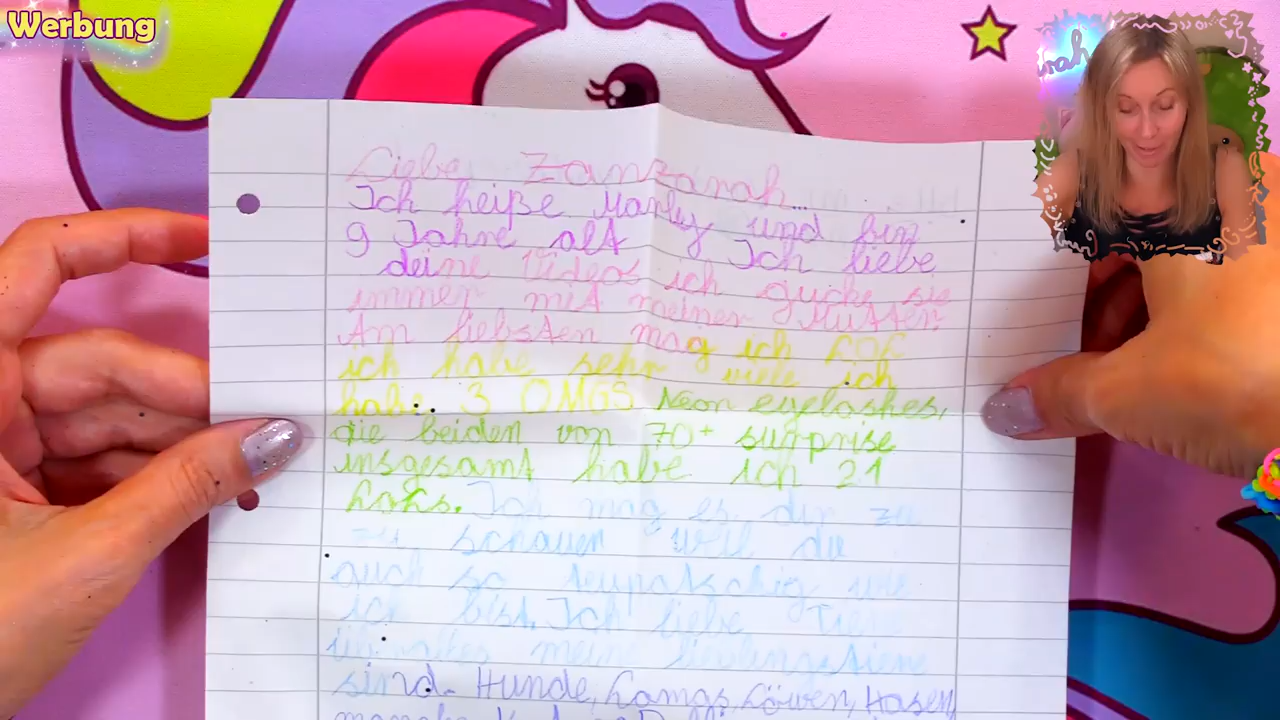 Werbung
Liebe Zanzarah...
Ich heiße Marly und bin
9 Jahre alt Ich liebe
deine Videos ich gucke sie
immer mit meiner Mutter
Am liebsten mag ich LOL
ich habe sehr viele ich
habe 3 OMGS Neon eyelashes,
die beiden von 70+ surprise
insgesamt habe ich 21
LoLs. Ich mag es dir zu
zu schauen will du
auch so wie
ich bist. Ich liebe Tiere
meine lieblingstiere
sind Hunde, Lamas, Löwen, Hasen,